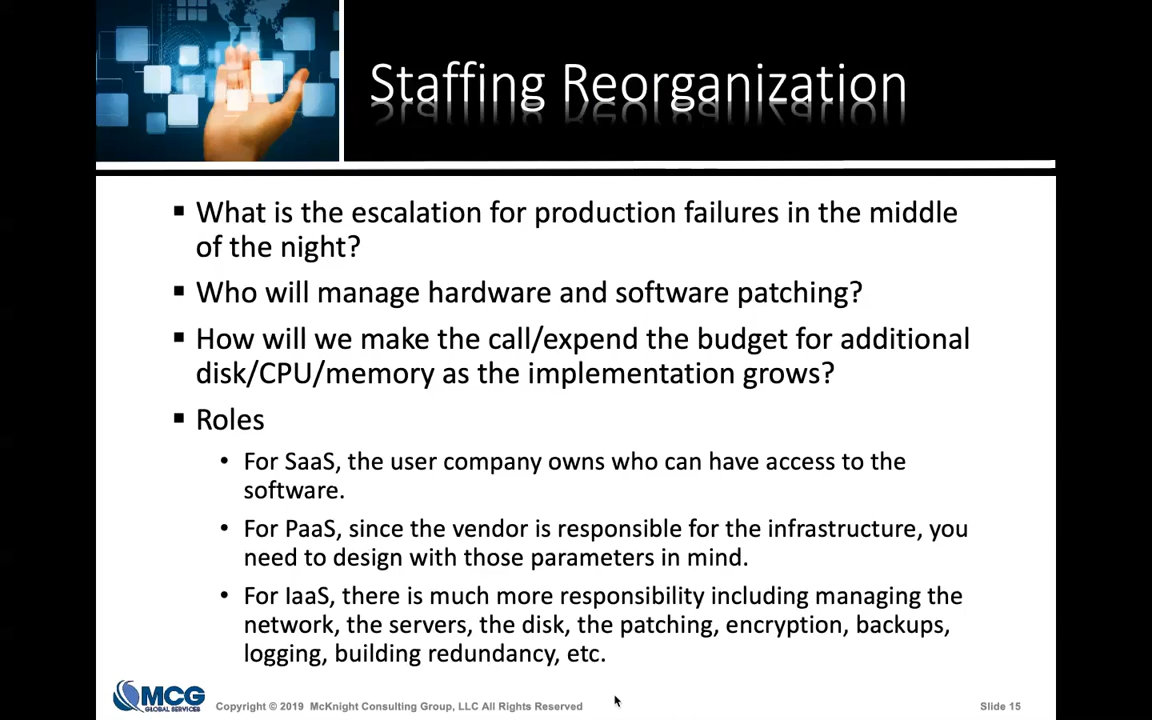 Staffing Reorganization
▪ What is the escalation for production failures in the middle
of the night?
▪ Who will manage hardware and software patching?
▪ How will we make the call/expend the budget for additional
disk/CPU/memory as the implementation grows?
▪ Roles
• For SaaS, the user company owns who can have access to the
software.
• For PaaS, since the vendor is responsible for the infrastructure, you
need to design with those parameters in mind.
• For IaaS, there is much more responsibility including managing the
network, the servers, the disk, the patching, encryption, backups,
logging, building redundancy, etc.
MCG
GLOBAL SERVICES
Copyright © 2019 McKnight Consulting Group, LLC All Rights Reserved
Slide 15